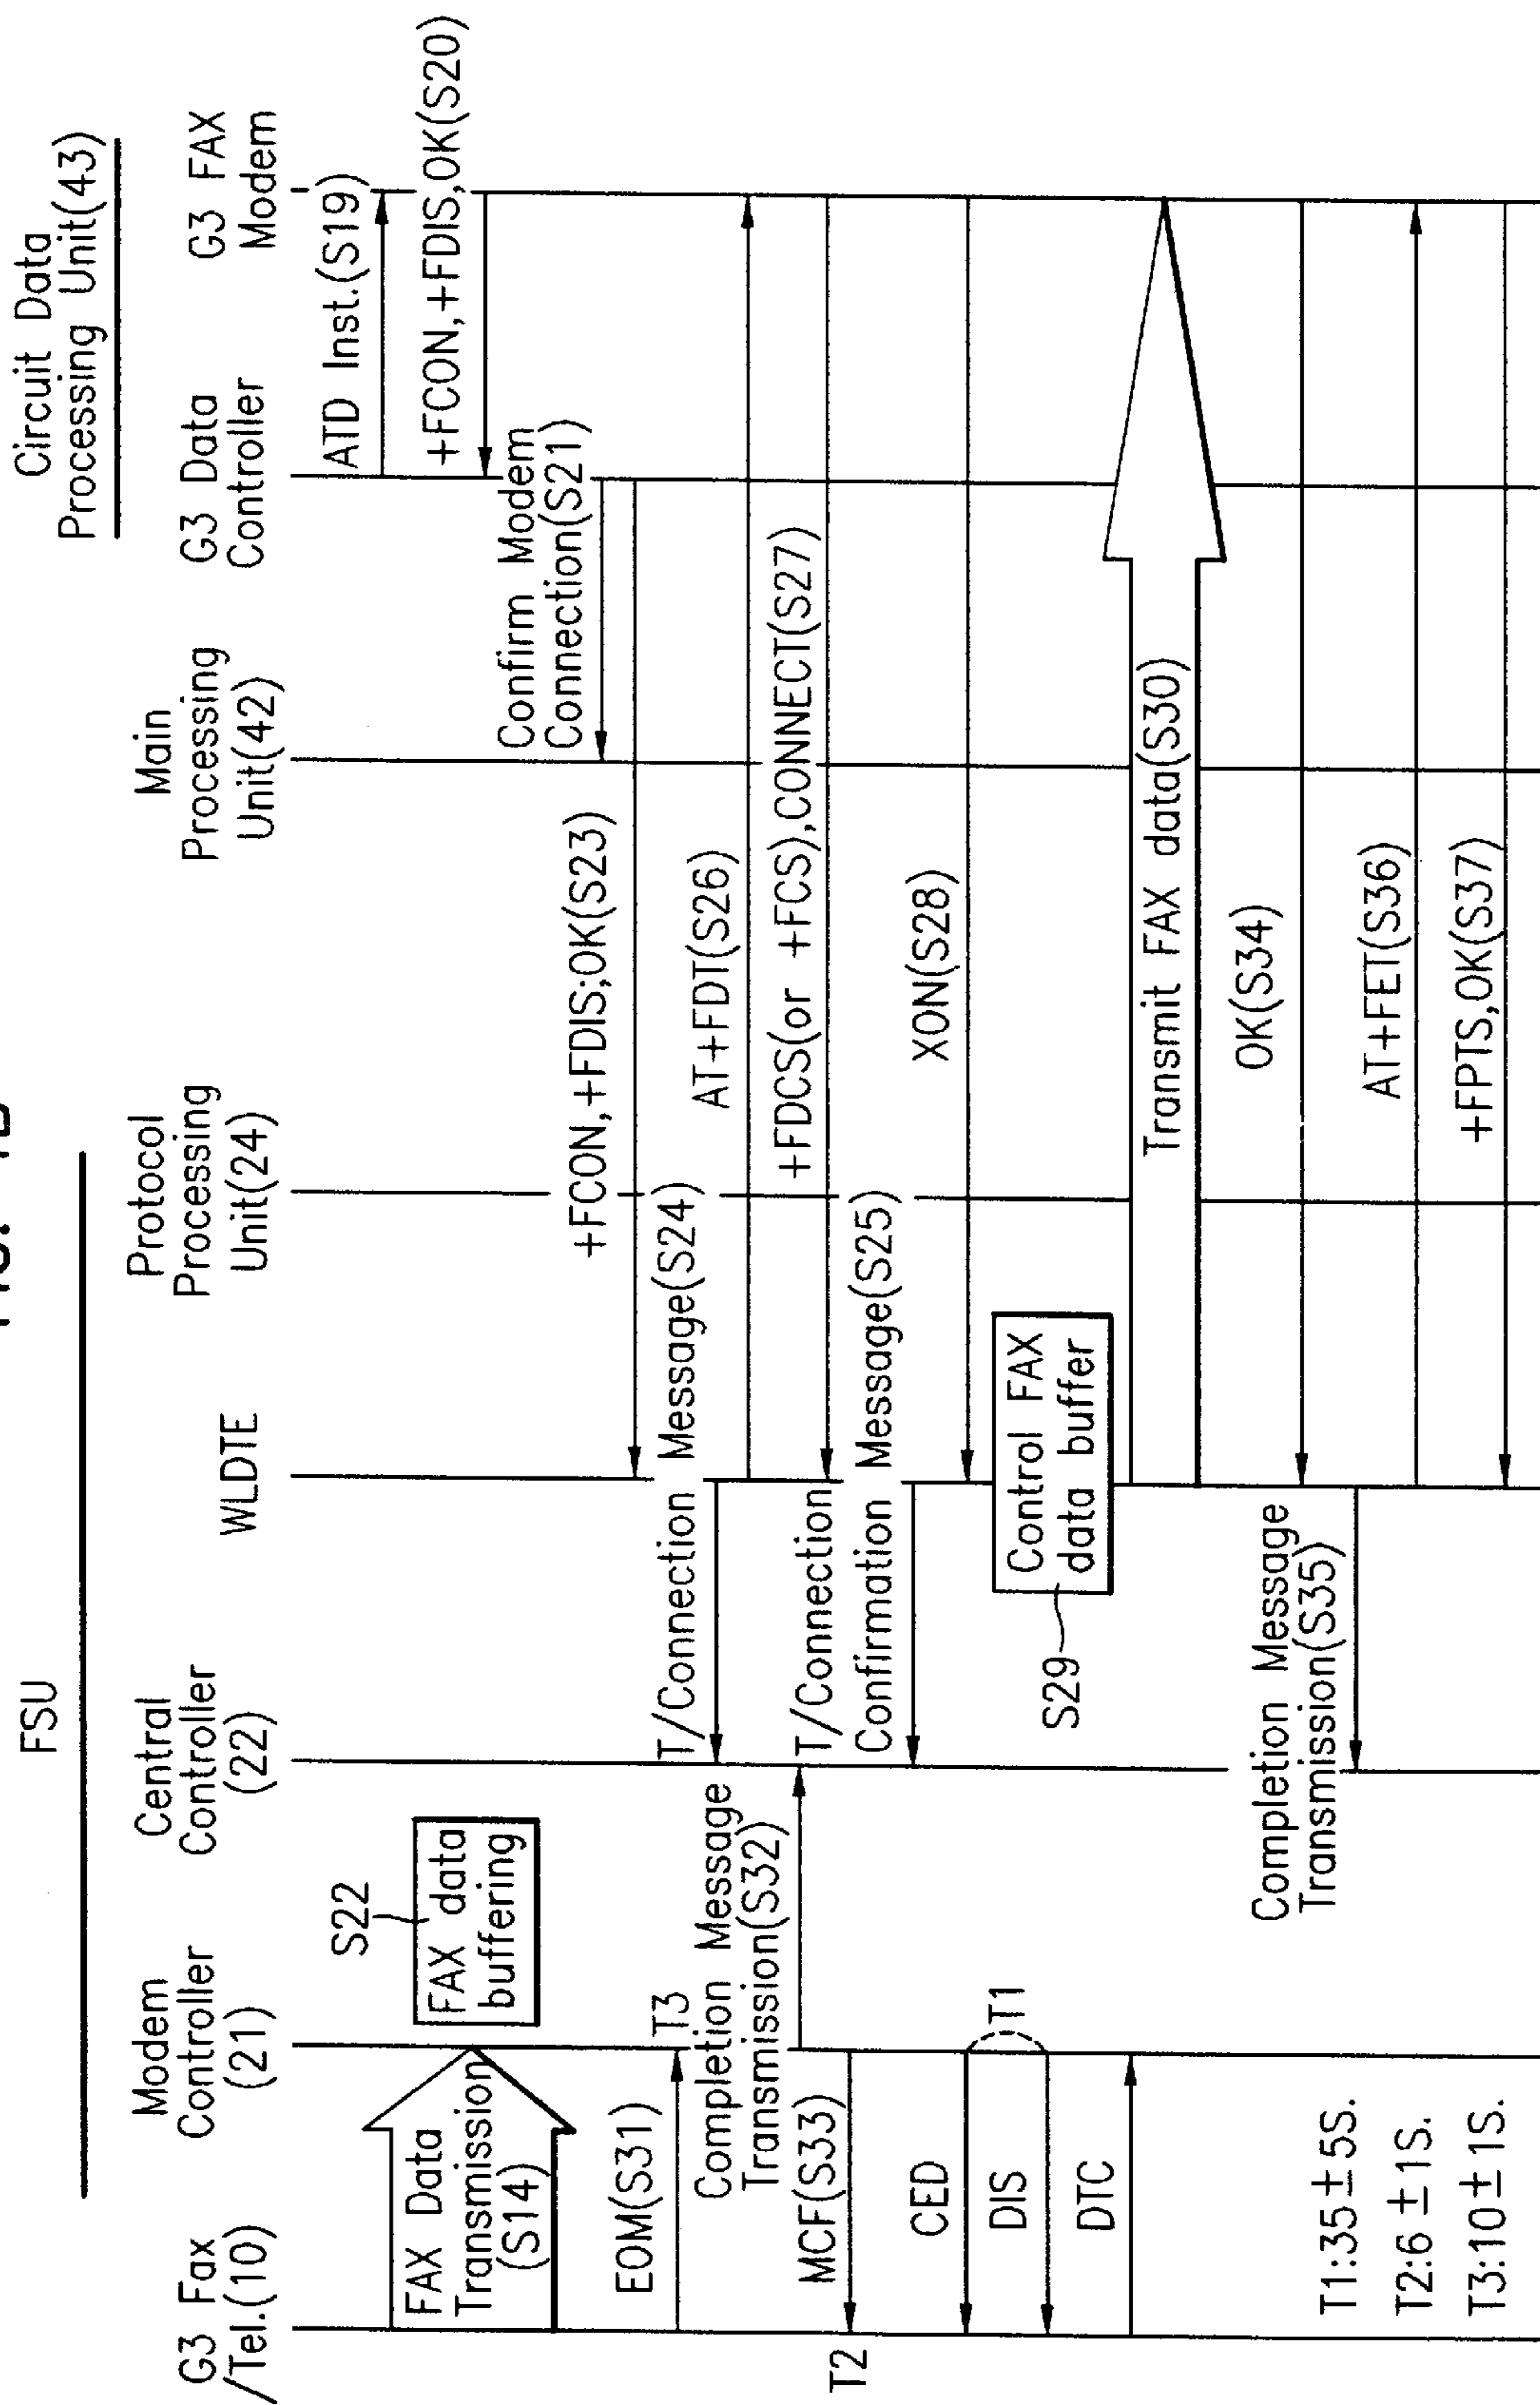 FSU
Circuit Data
Processing Unit(43)
G3 Fax
/Tel.(10)
Modem
Controller
(21)
Central
Controller
(22)
WLDTE
Protocol
Processing
Unit(24)
Main
Processing
Unit(42)
G3 Data
Controller
G3 FAX
Modem
ATD Inst.(S19)
+FCON,+FDIS,OK(S20)
Confirm Modem
Connection(S21)
FAX Data
Transmission
(S14)
S22
FAX data
buffering
+FCON,+FDIS;OK(S23)
T/Connection Message(S24)
AT+FDT(S26)
+FDCS(or +FCS),CONNECT(S27)
T/Connection
Confirmation Message(S25)
XON(S28)
EOM(S31)
T3
Completion Message
Transmission(S32)
MCF(S33)
T2
CED
T1
DIS
DTC
S29
Control FAX
data buffer
Transmit FAX data(S30)
OK(S34)
Completion Message
Transmission(S35)
AT+FET(S36)
+FPTS,OK(S37)
T1:35±5S.
T2:6 ±1S.
T3:10±1S.